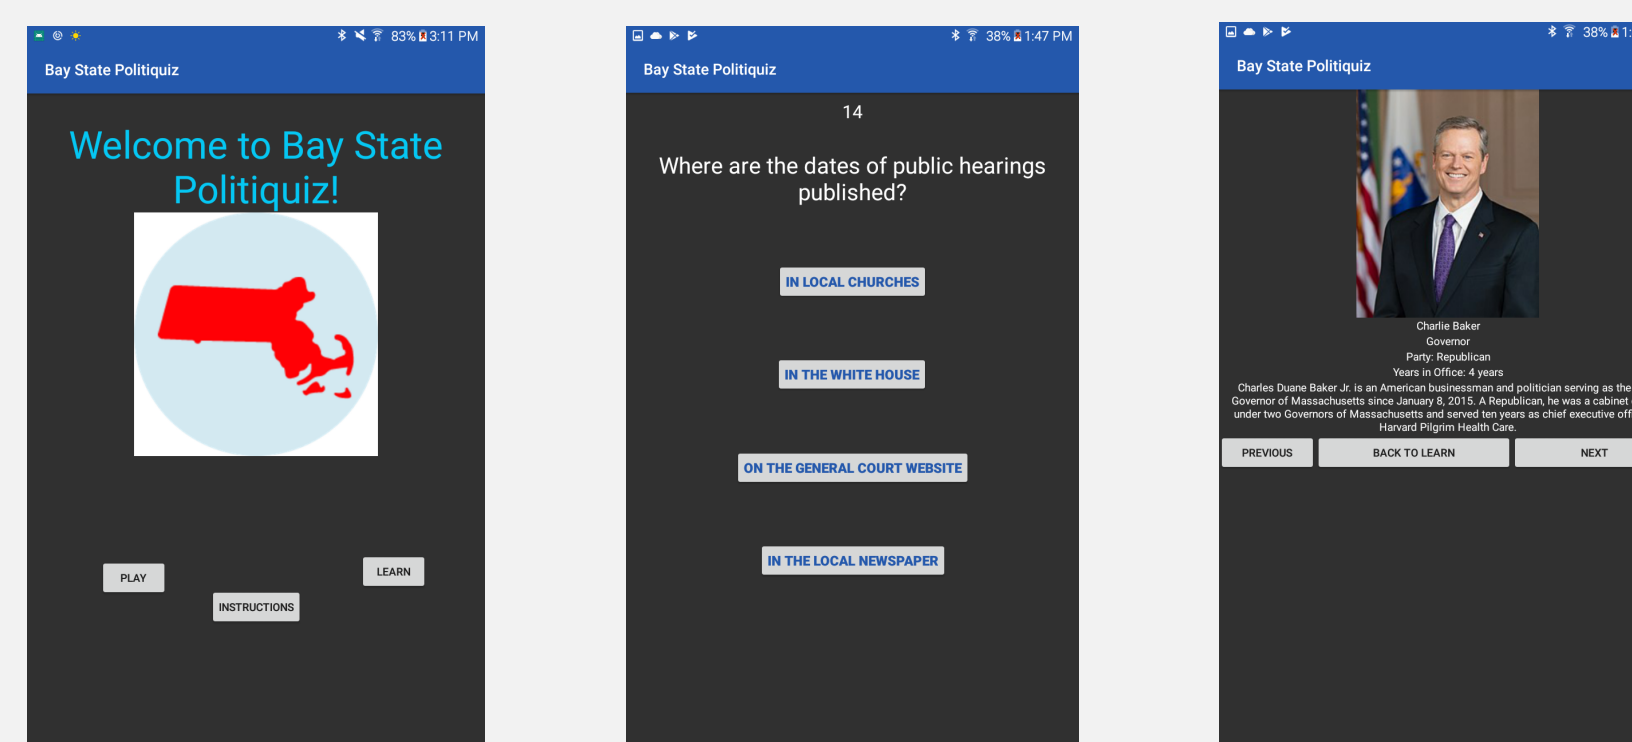 83% 3:11 PM
Bay State Politiquiz
Welcome to Bay State
Politiquiz!
PLAY
LEARN
INSTRUCTIONS
38% 1:47 PM
Bay State Politiquiz
14
Where are the dates of public hearings
published?
IN LOCAL CHURCHES
IN THE WHITE HOUSE
ON THE GENERAL COURT WEBSITE
IN THE LOCAL NEWSPAPER
38% 1:
Bay State Politiquiz
Charlie Baker
Governor
Party: Republican
Years in Office: 4 years
Charles Duane Baker Jr. is an American businessman and politician serving as the
Governor of Massachusetts since January 8, 2015. A Republican, he was a cabinet
under two Governors of Massachusetts and served ten years as chief executive off
Harvard Pilgrim Health Care.
PREVIOUS
BACK TO LEARN
NEXT